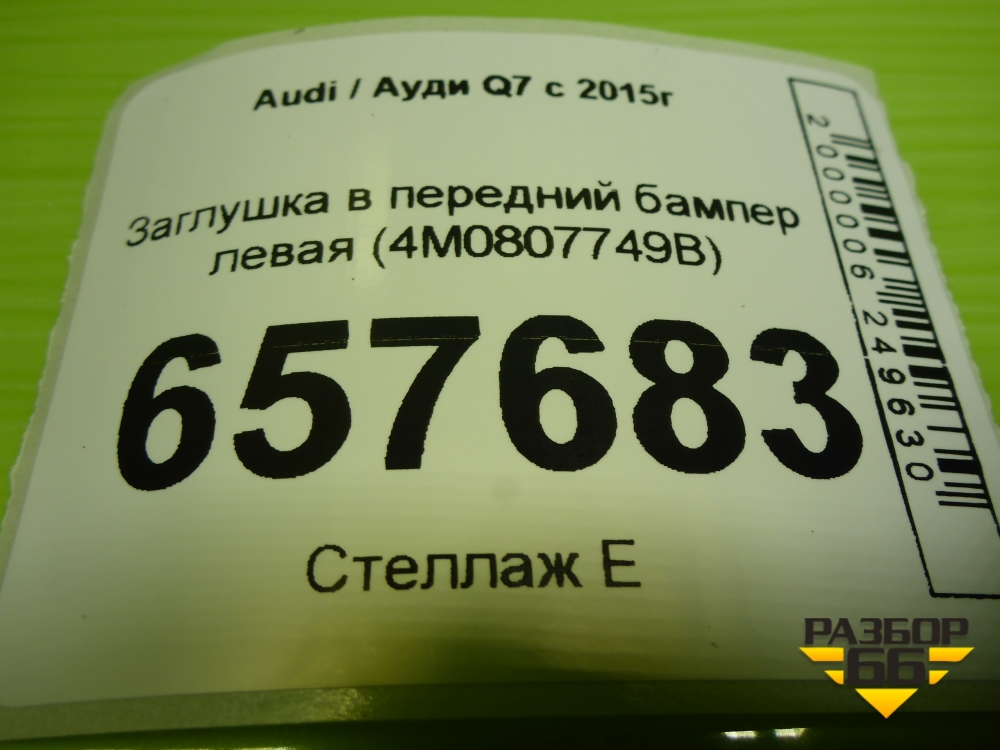 Audi / Ауди Q7 с 2015г
Заглушка в передний бампер
левая (4M0807749B)
657683
Стеллаж Е
2000006249630
РАЗБОР
66